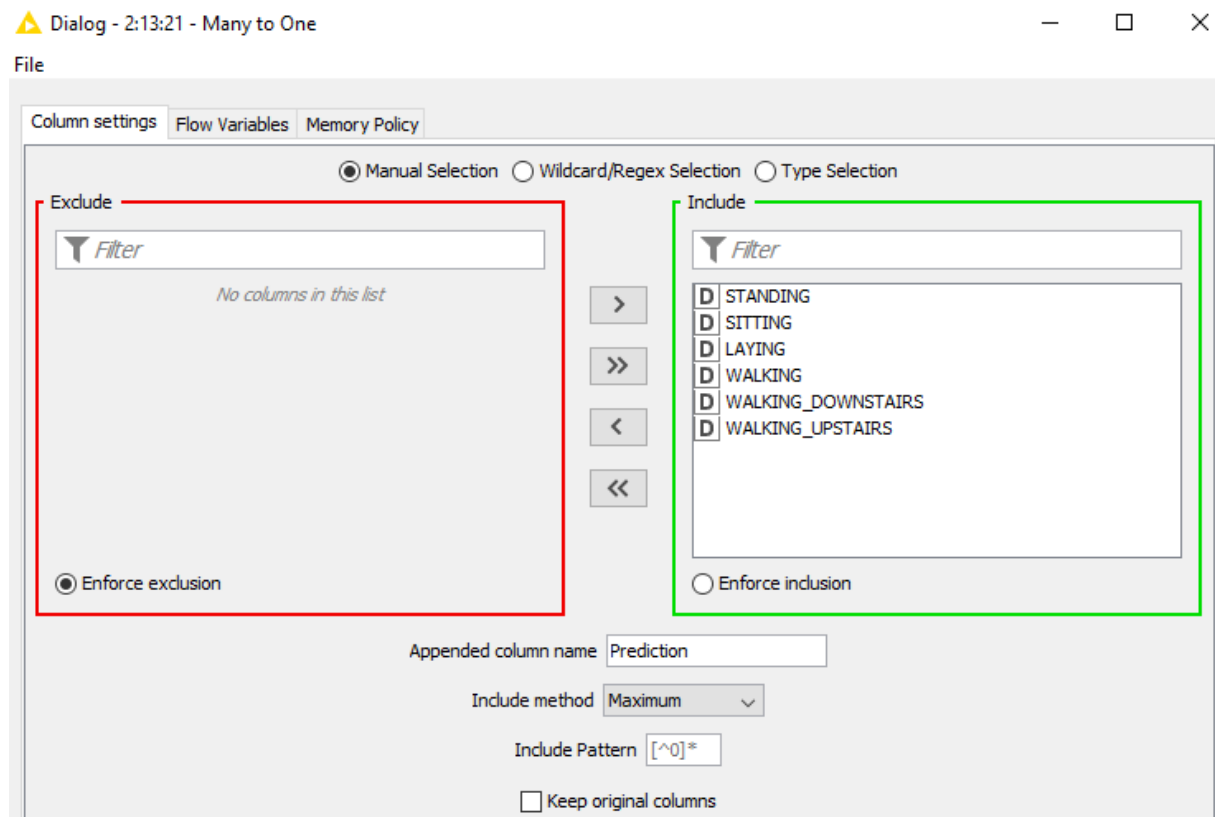 Dialog - 2:13:21 - Many to One
File
Column settings Flow Variables Memory Policy
Manual Selection Wildcard/Regex Selection Type Selection
Exclude
Filter
No columns in this list
Enforce exclusion
>
>>
<
<<
Include
Filter
D STANDING
D SITTING
D LAYING
D WALKING
D WALKING_DOWNSTAIRS
D WALKING_UPSTAIRS
Enforce inclusion
Appended column name Prediction
Include method Maximum
Include Pattern [^0]*
Keep original columns